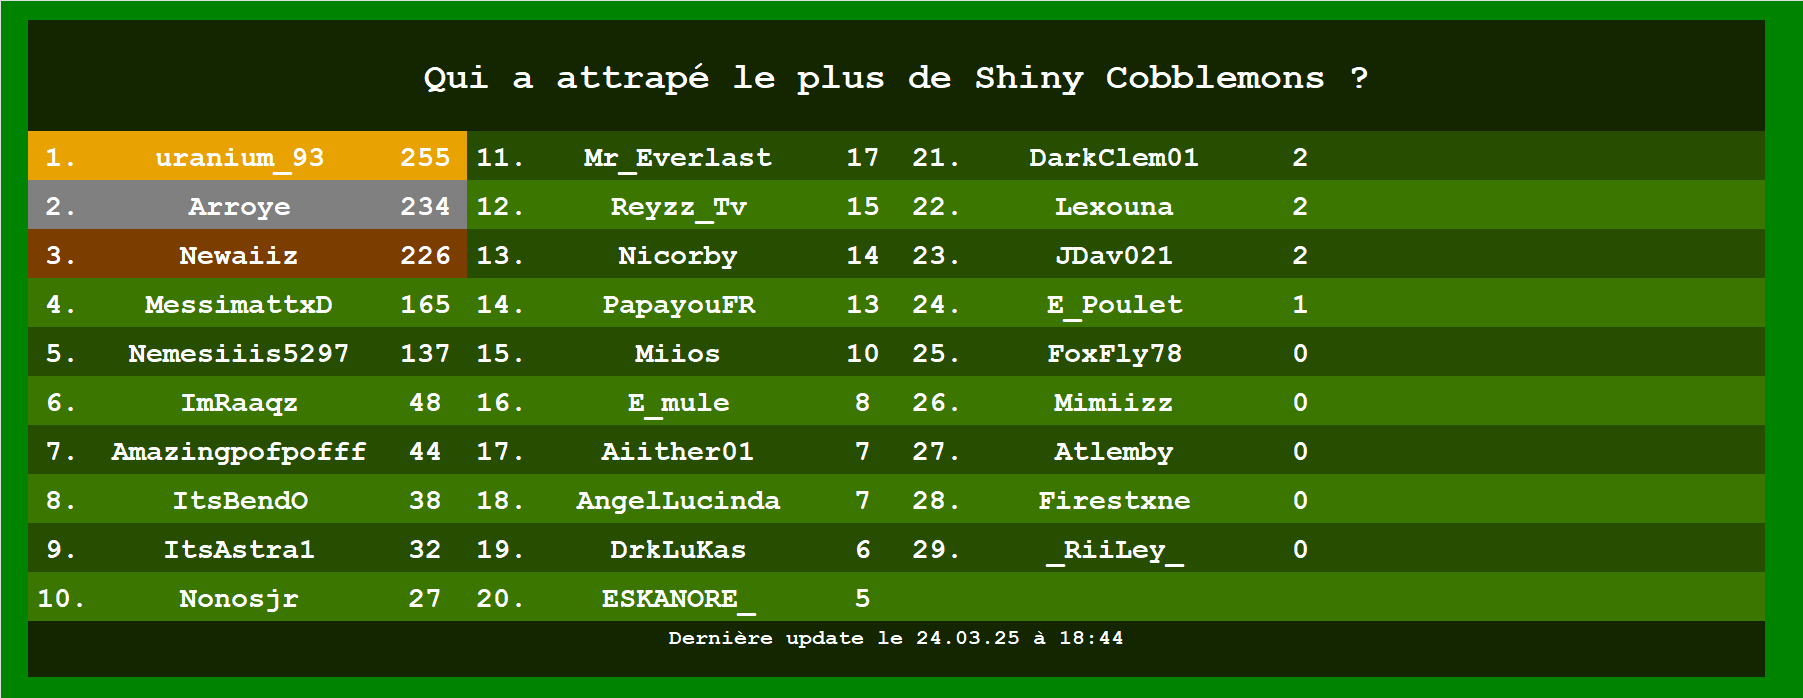 Qui a attrapé le plus de Shiny Cobblemons ?
1. uranium_93 255 11. Mr_Everlast 17 21. DarkClem01 2
2. Arroye 234 12. Reyzz_Tv 15 22. Lexouna 2
3. Newaiiz 226 13. Nicorby 14 23. JDav021 2
4. MessimattxD 165 14. PapayouFR 13 24. E_Poulet 1
5. Nemesiiis5297 137 15. Miios 10 25. FoxFly78 0
6. ImRaaqz 48 16. E_mule 8 26. Mimiizz 0
7. Amazingpofpofff 44 17. Aiither01 7 27. Atlemby 0
8. ItsBendO 38 18. AngelLucinda 7 28. Firestxne 0
9. ItsAstra1 32 19. DrkLuKas 6 29. _RiiLey_ 0
10. Nonosjr 27 20. ESKANORE_ 5
Dernière update le 24.03.25 à 18:44